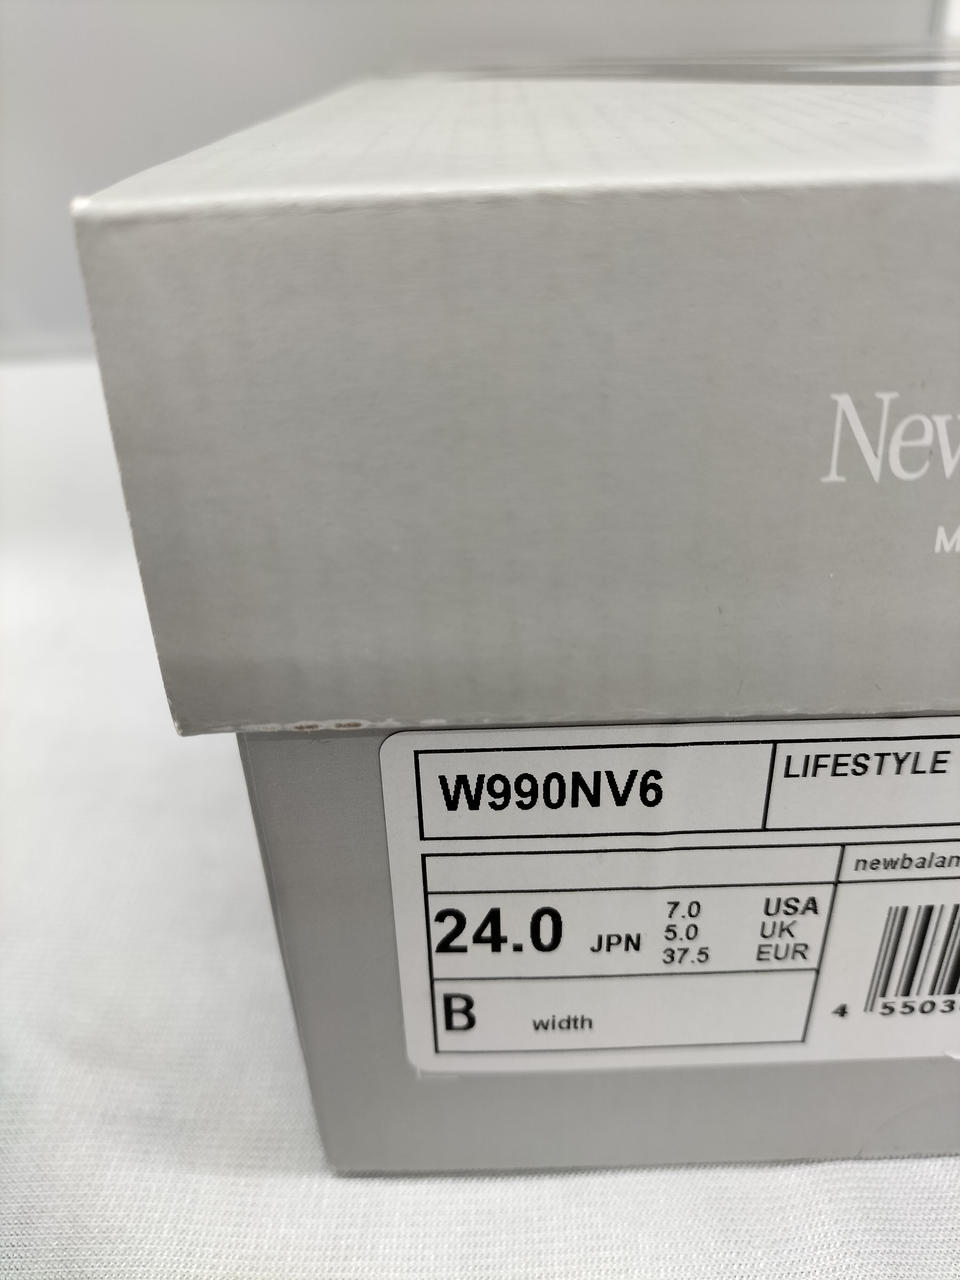 New
M
W990NV6
LIFESTYLE
newbalan
24.0 JPN
7.0 USA
5.0 UK
37.5 EUR
B width
4 5503